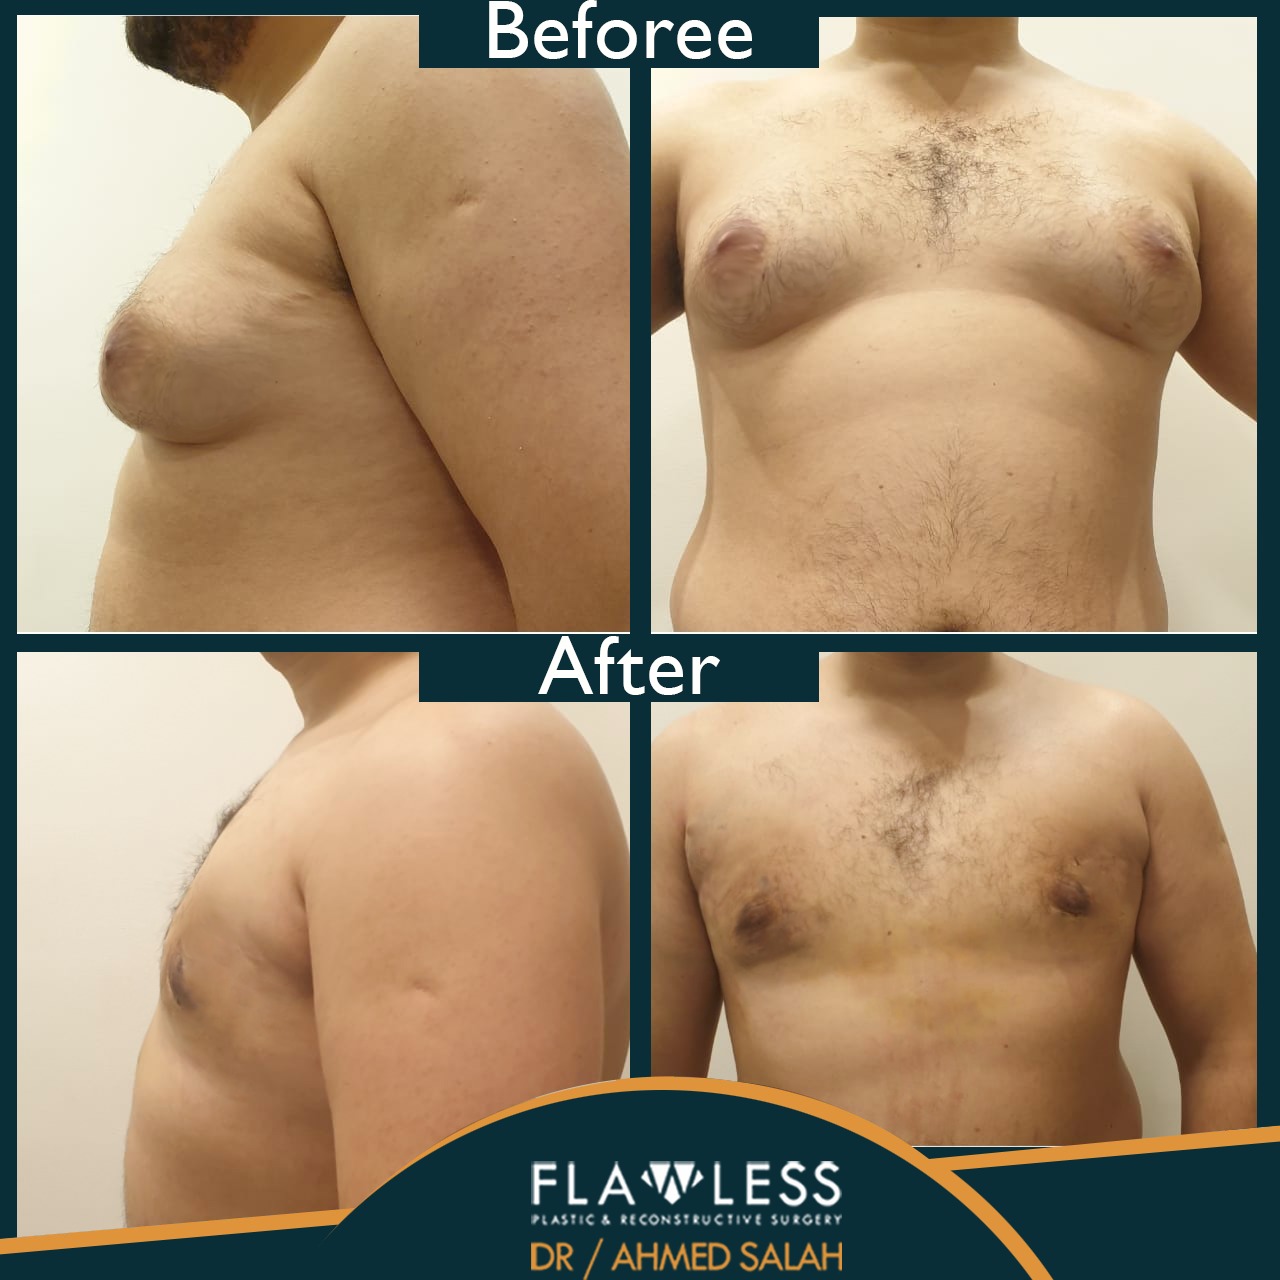 Beforee
After
FLAWLESS
PLASTIC & RECONSTRUCTIVE SURGERY
DR / AHMED SALAH